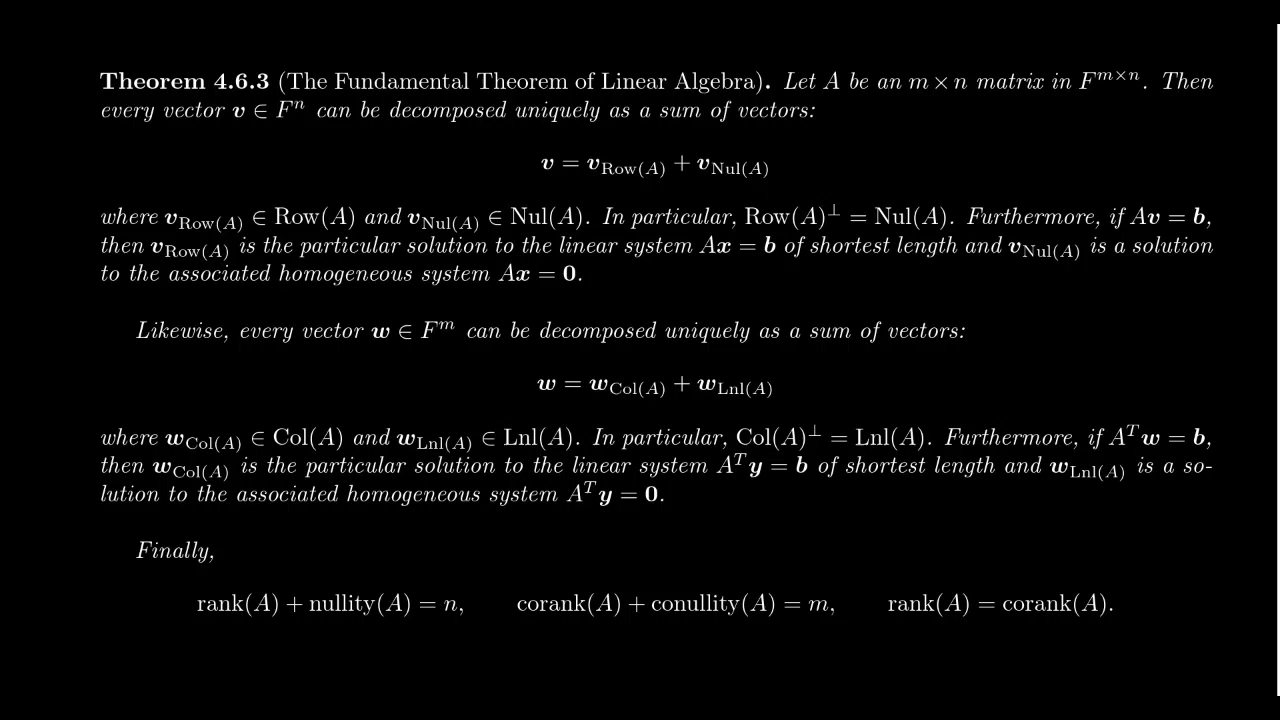 Theorem 4.6.3 (The Fundamental Theorem of Linear Algebra). Let A be an m × n matrix in F^{m×n}. Then
every vector v ∈ F^n can be decomposed uniquely as a sum of vectors:
v = v_{Row(A)} + v_{Nul(A)}
where v_{Row(A)} ∈ Row(A) and v_{Nul(A)} ∈ Nul(A). In particular, Row(A)^⊥ = Nul(A). Furthermore, if Av = b,
then v_{Row(A)} is the particular solution to the linear system Ax = b of shortest length and v_{Nul(A)} is a solution
to the associated homogeneous system Ax = 0.
Likewise, every vector w ∈ F^m can be decomposed uniquely as a sum of vectors:
w = w_{Col(A)} + w_{Lnl(A)}
where w_{Col(A)} ∈ Col(A) and w_{Lnl(A)} ∈ Lnl(A). In particular, Col(A)^⊥ = Lnl(A). Furthermore, if A^T w = b,
then w_{Col(A)} is the particular solution to the linear system A^T y = b of shortest length and w_{Lnl(A)} is a so-
lution to the associated homogeneous system A^T y = 0.
Finally,
rank(A) + nullity(A) = n, corank(A) + conullity(A) = m, rank(A) = corank(A).